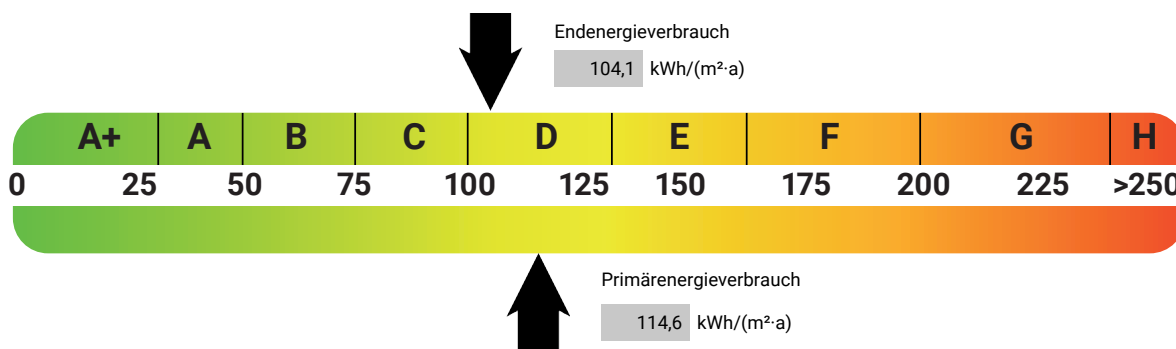 Endenergieverbrauch
104,1 kWh/(m²·a)
A+ A B C D E F G H
0 25 50 75 100 125 150 175 200 225 >250
Primärenergieverbrauch
114,6 kWh/(m²·a)